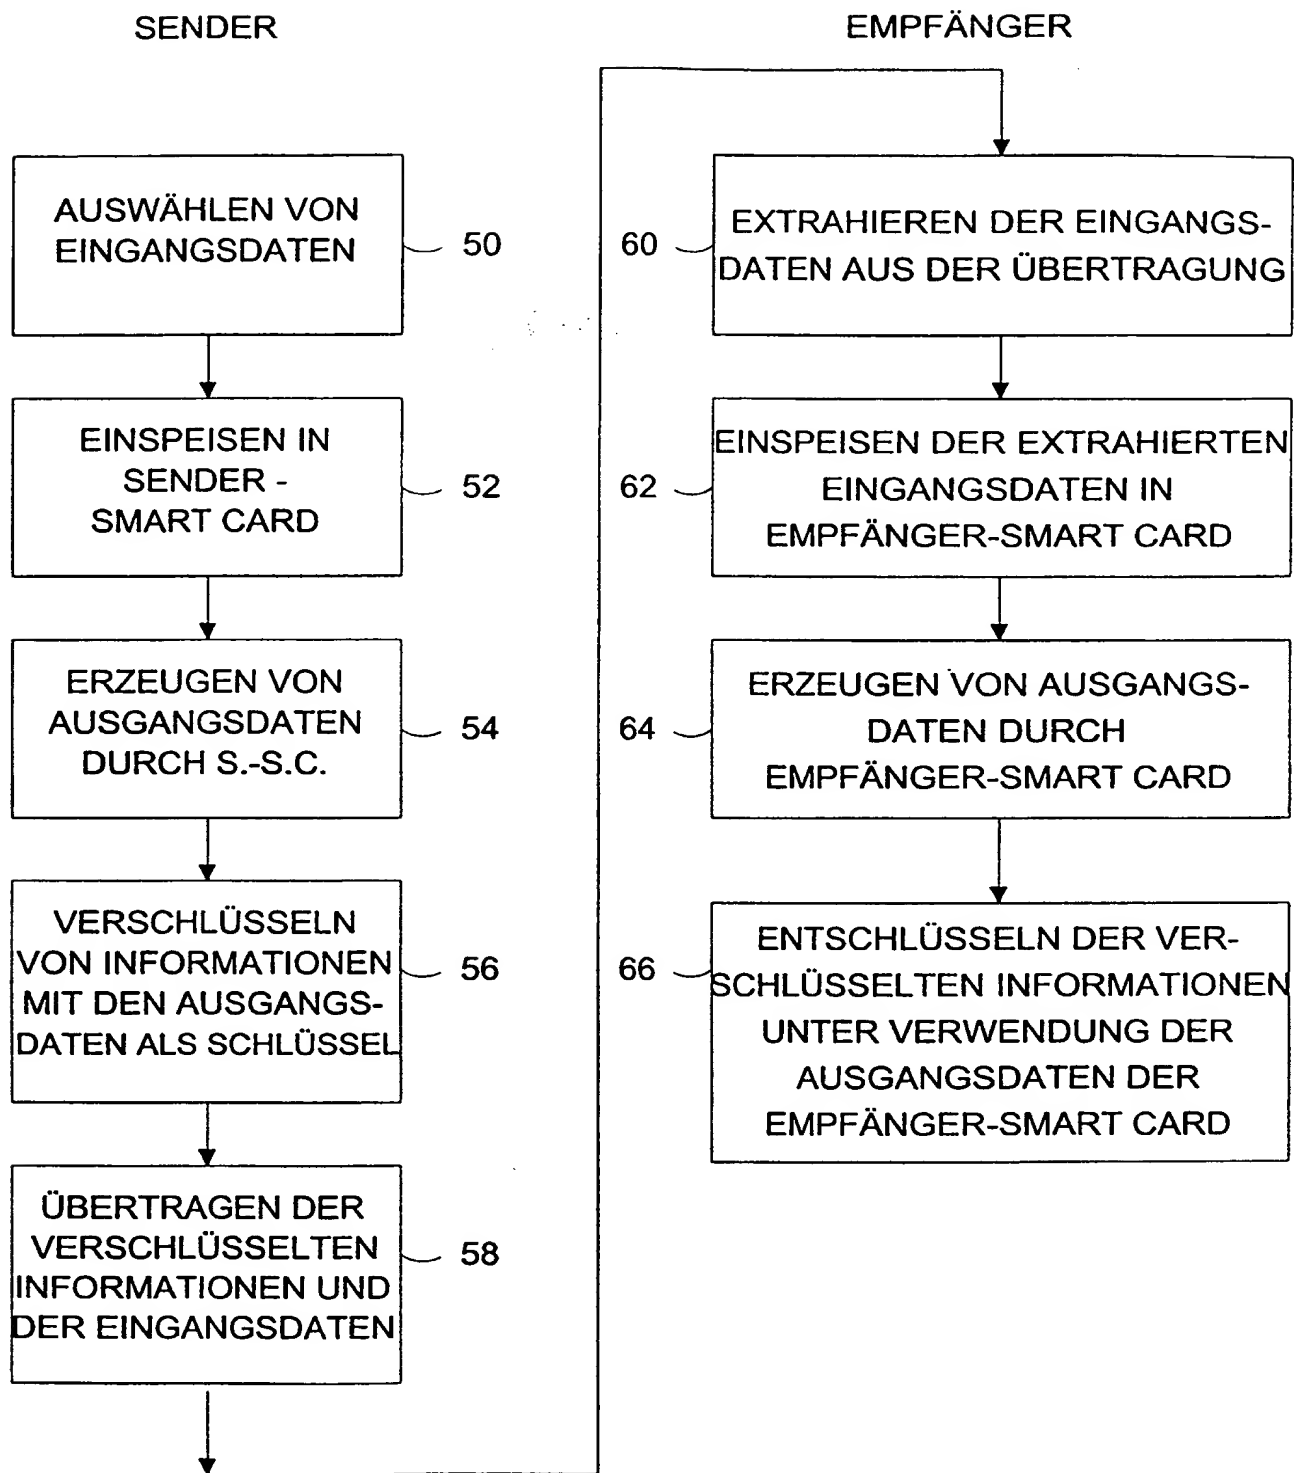 SENDER
AUSWÄHLEN VON
EINGANGSDATEN
50
EINSPEISEN IN
SENDER -
SMART CARD
52
ERZEUGEN VON
AUSGANGSDATEN
DURCH S.-S.C.
54
VERSCHLÜSSELN
VON INFORMATIONEN
MIT DEN AUSGANGS-
DATEN ALS SCHLÜSSEL
56
ÜBERTRAGEN DER
VERSCHLÜSSELTEN
INFORMATIONEN UND
DER EINGANGSDATEN
58
EMPFÄNGER
EXTRAHIEREN DER EINGANGS-
DATEN AUS DER ÜBERTRAGUNG
60
EINSPEISEN DER EXTRAHIERTEN
EINGANGSDATEN IN
EMPFÄNGER-SMART CARD
62
ERZEUGEN VON AUSGANGS-
DATEN DURCH
EMPFÄNGER-SMART CARD
64
ENTSCHLÜSSELN DER VER-
SCHLÜSSELTEN INFORMATIONEN
UNTER VERWENDUNG DER
AUSGANGSDATEN DER
EMPFÄNGER-SMART CARD
66